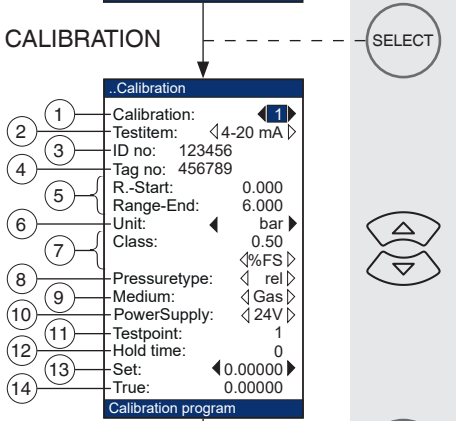 CALIBRATION
SELECT
..Calibration
1 Calibration: 1
2 Testitem: 4-20 mA
3 ID no: 123456
4 Tag no: 456789
5 R.-Start: 0.000
Range-End: 6.000
6 Unit: bar
7 Class: 0.50
%FS
8 Pressuretype: rel
9 Medium: Gas
10 PowerSupply: 24V
11 Testpoint: 1
12 Hold time: 0
13 Set: 0.00000
14 True: 0.00000
Calibration program